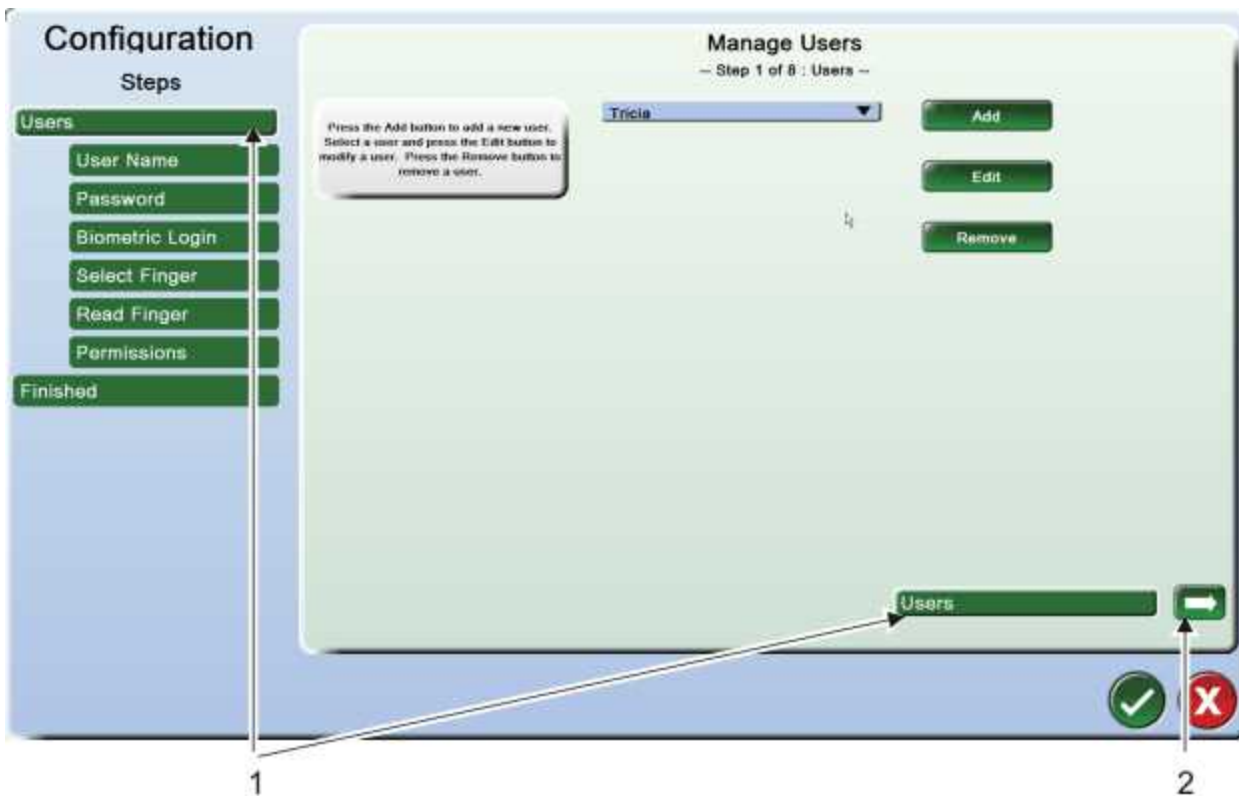 Configuration
Steps
Users
User Name
Password
Biometric Login
Select Finger
Read Finger
Permissions
Finished
Manage Users
-- Step 1 of 8 : Users --
Press the Add button to add a new user.
Select a user and press the Edit button to
modify a user. Press the Remove button to
remove a user.
Tricia
Add
Edit
Remove
Users
1
2